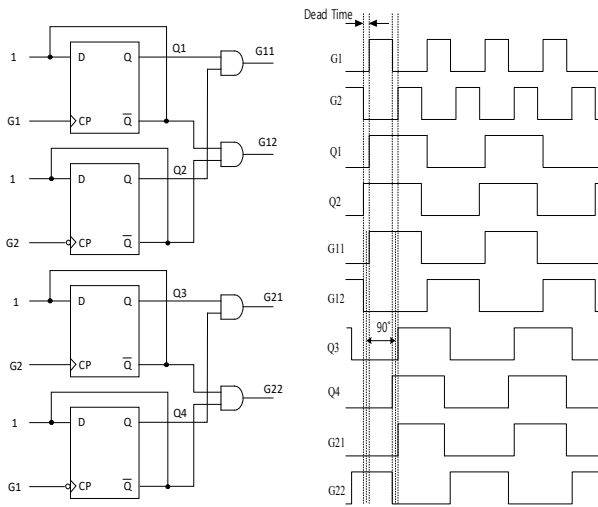 1 D Q Q1 G11
G1 CP Q̅ G12
1 D Q Q2
G2 CP Q̅
1 D Q Q3 G21
G2 CP Q̅ G22
1 D Q Q4
G1 CP Q̅
Dead Time
G1
G2
Q1
Q2
G11
G12
90°
Q3
Q4
G21
G22